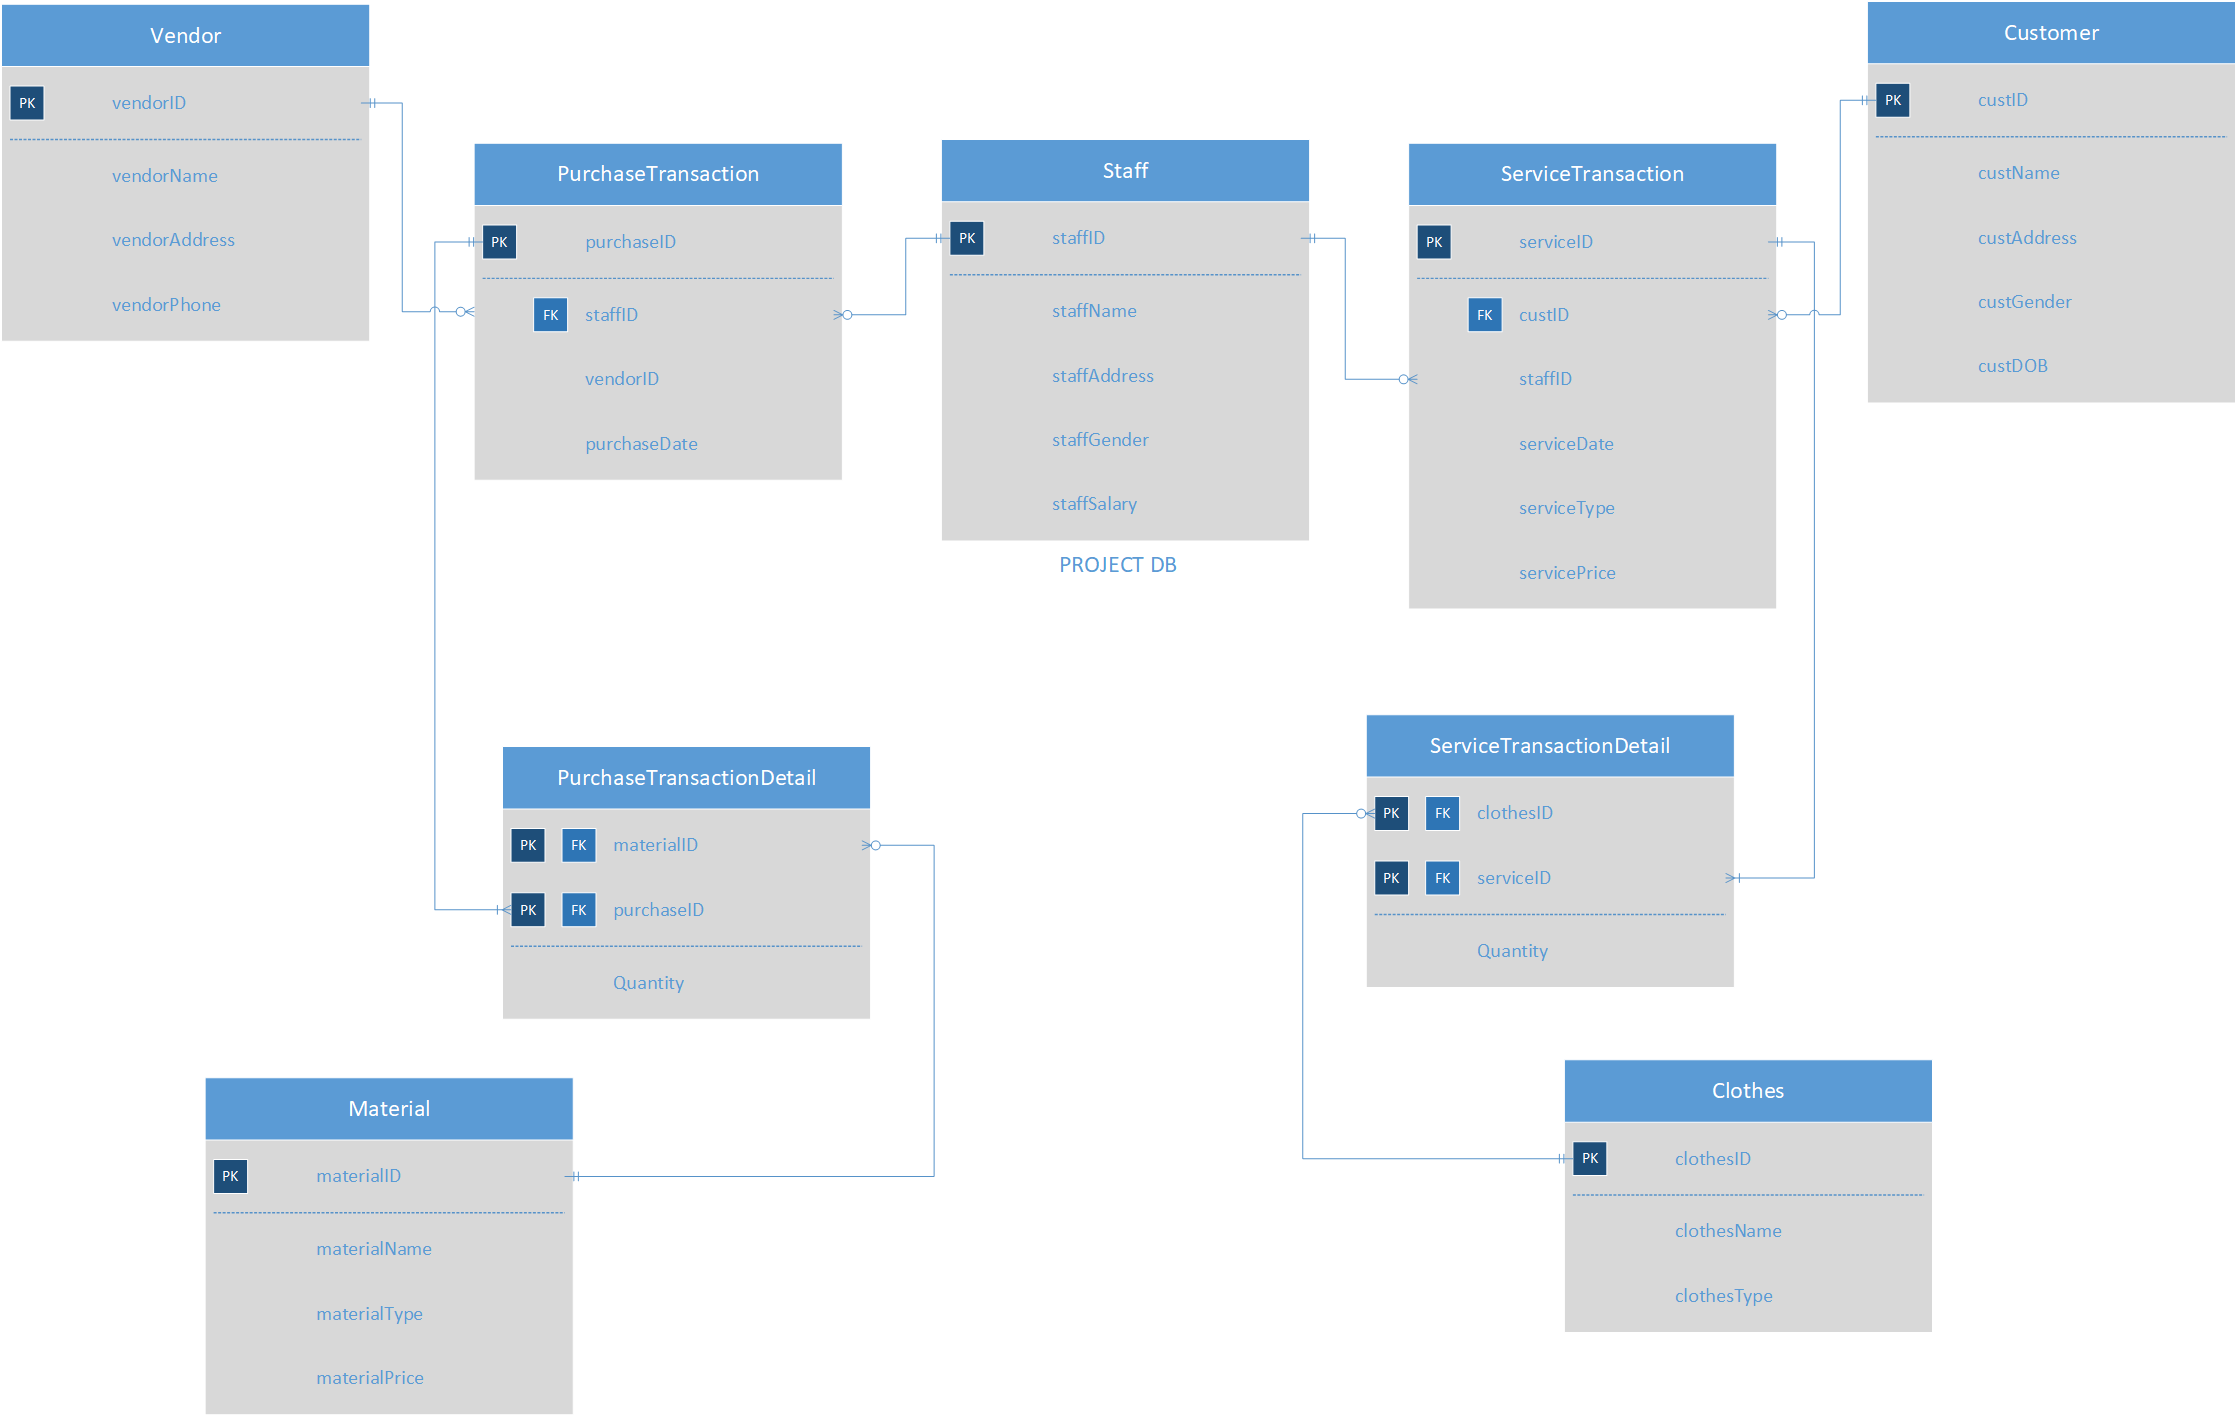 Vendor
PK vendorID
vendorName
vendorAddress
vendorPhone
PurchaseTransaction
PK purchaseID
FK staffID
vendorID
purchaseDate
Staff
PK staffID
staffName
staffAddress
staffGender
staffSalary
PROJECT DB
ServiceTransaction
PK serviceID
FK custID
staffID
serviceDate
serviceType
servicePrice
Customer
PK custID
custName
custAddress
custGender
custDOB
PurchaseTransactionDetail
PK FK materialID
PK FK purchaseID
Quantity
ServiceTransactionDetail
PK FK clothesID
PK FK serviceID
Quantity
Material
PK materialID
materialName
materialType
materialPrice
Clothes
PK clothesID
clothesName
clothesType